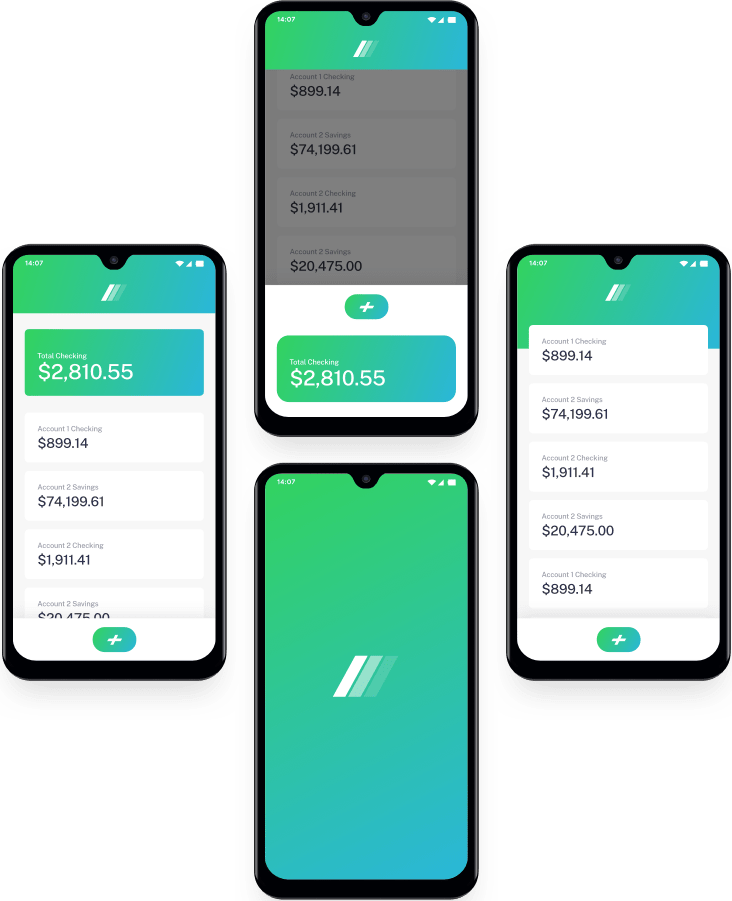 14:07
Account 1 Checking
$899.14
Account 2 Savings
$74,199.61
Account 2 Checking
$1,911.41
Account 2 Savings
$20,475.00
Total Checking
$2,810.55
14:07
Total Checking
$2,810.55
Account 1 Checking
$899.14
Account 2 Savings
$74,199.61
Account 2 Checking
$1,911.41
Account 2 Savings
$20,475.00
14:07
Account 1 Checking
$899.14
Account 2 Savings
$74,199.61
Account 2 Checking
$1,911.41
Account 2 Savings
$20,475.00
Account 1 Checking
$899.14
14:07